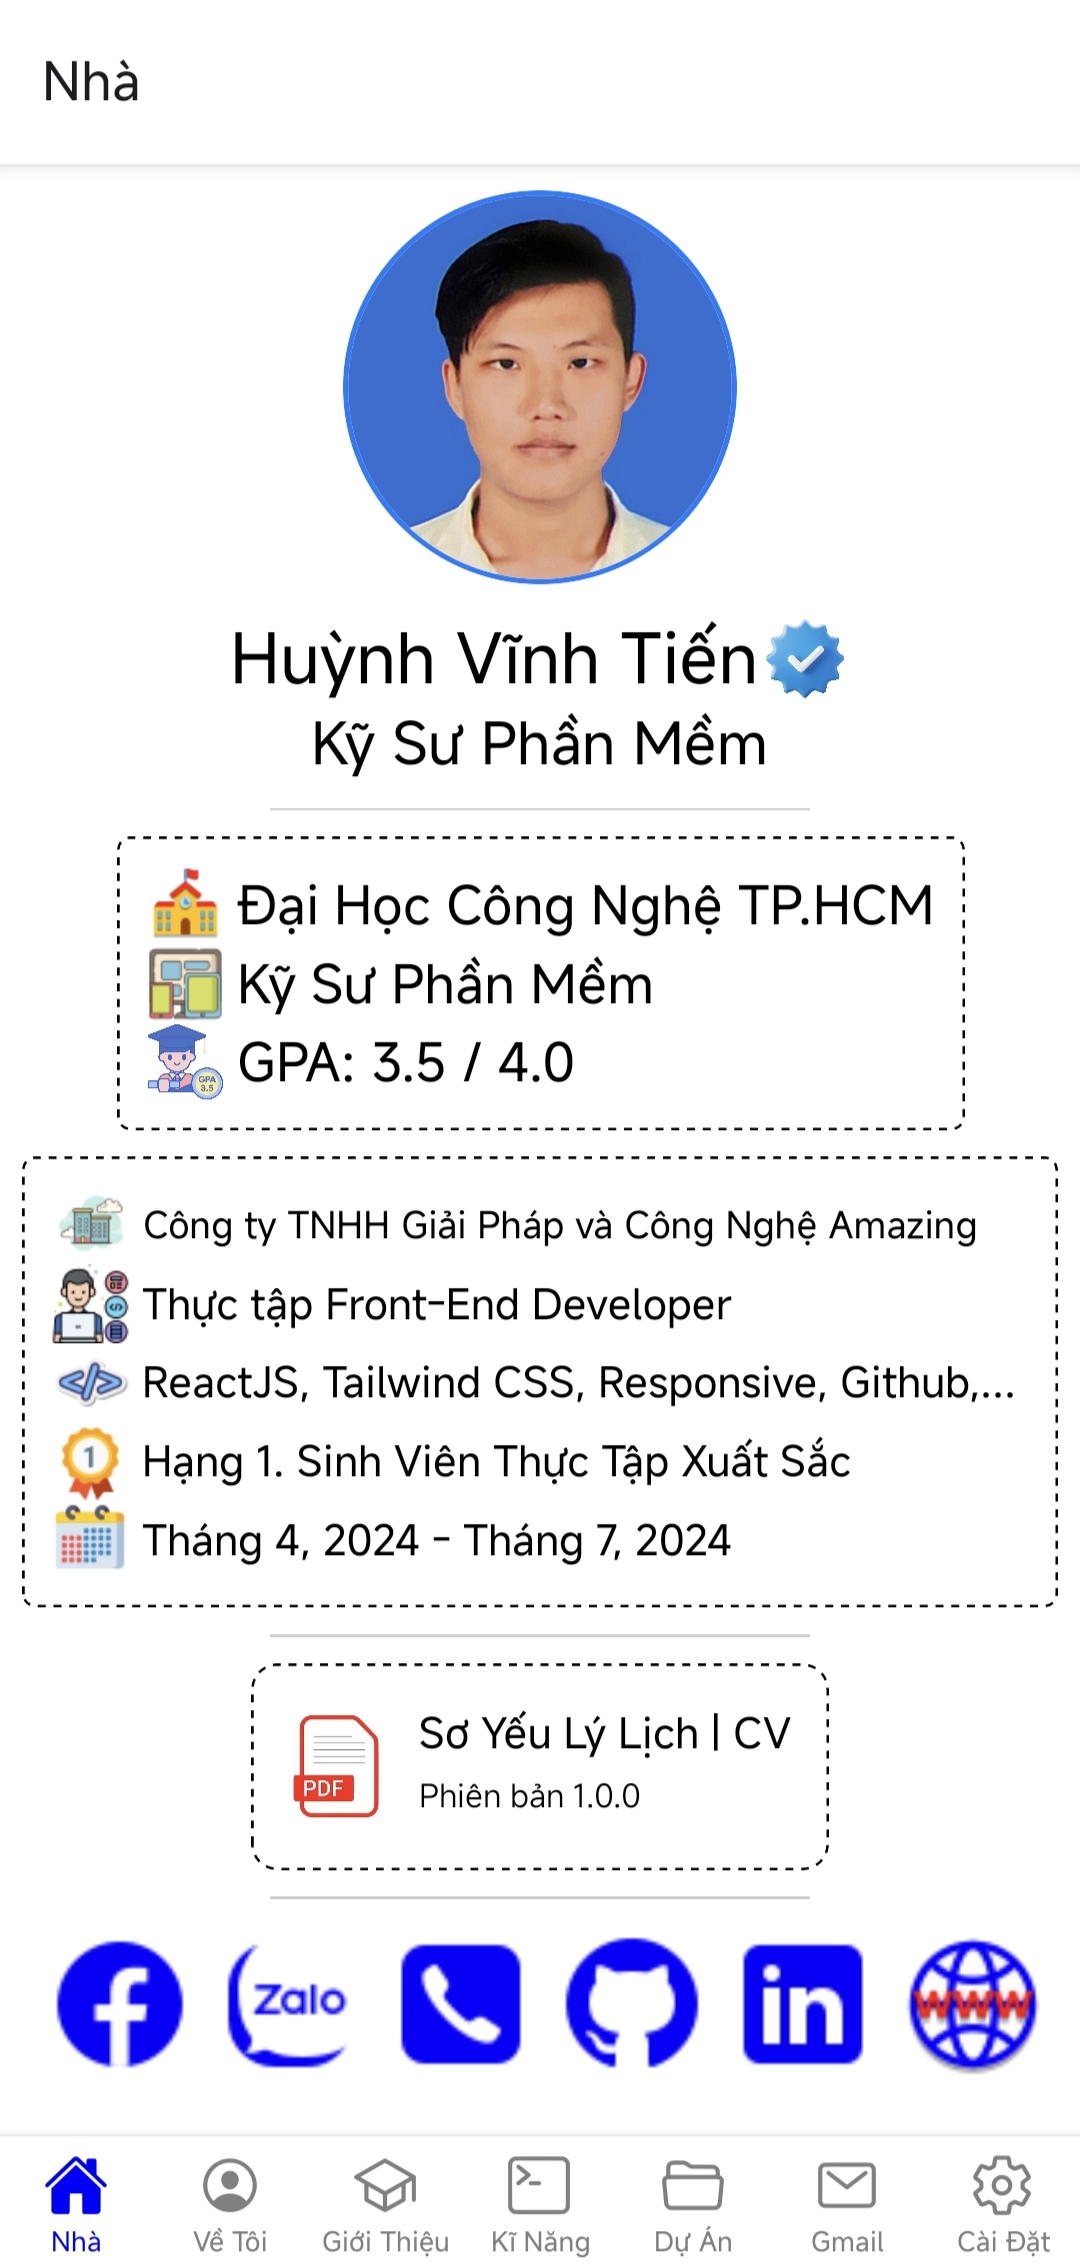 Nhà
Huỳnh Vĩnh Tiến
Kỹ Sư Phần Mềm
Đại Học Công Nghệ TP.HCM
Kỹ Sư Phần Mềm
GPA 3.5
GPA: 3.5 / 4.0
Công ty TNHH Giải Pháp và Công Nghệ Amazing
Thực tập Front-End Developer
</> ReactJS, Tailwind CSS, Responsive, Github,...
1 Hạng 1. Sinh Viên Thực Tập Xuất Sắc
Tháng 4, 2024 - Tháng 7, 2024
Sơ Yếu Lý Lịch | CV
PDF
Phiên bản 1.0.0
f Zalo in WWW
Nhà Về Tôi Giới Thiệu Kĩ Năng Dự Án Gmail Cài Đặt